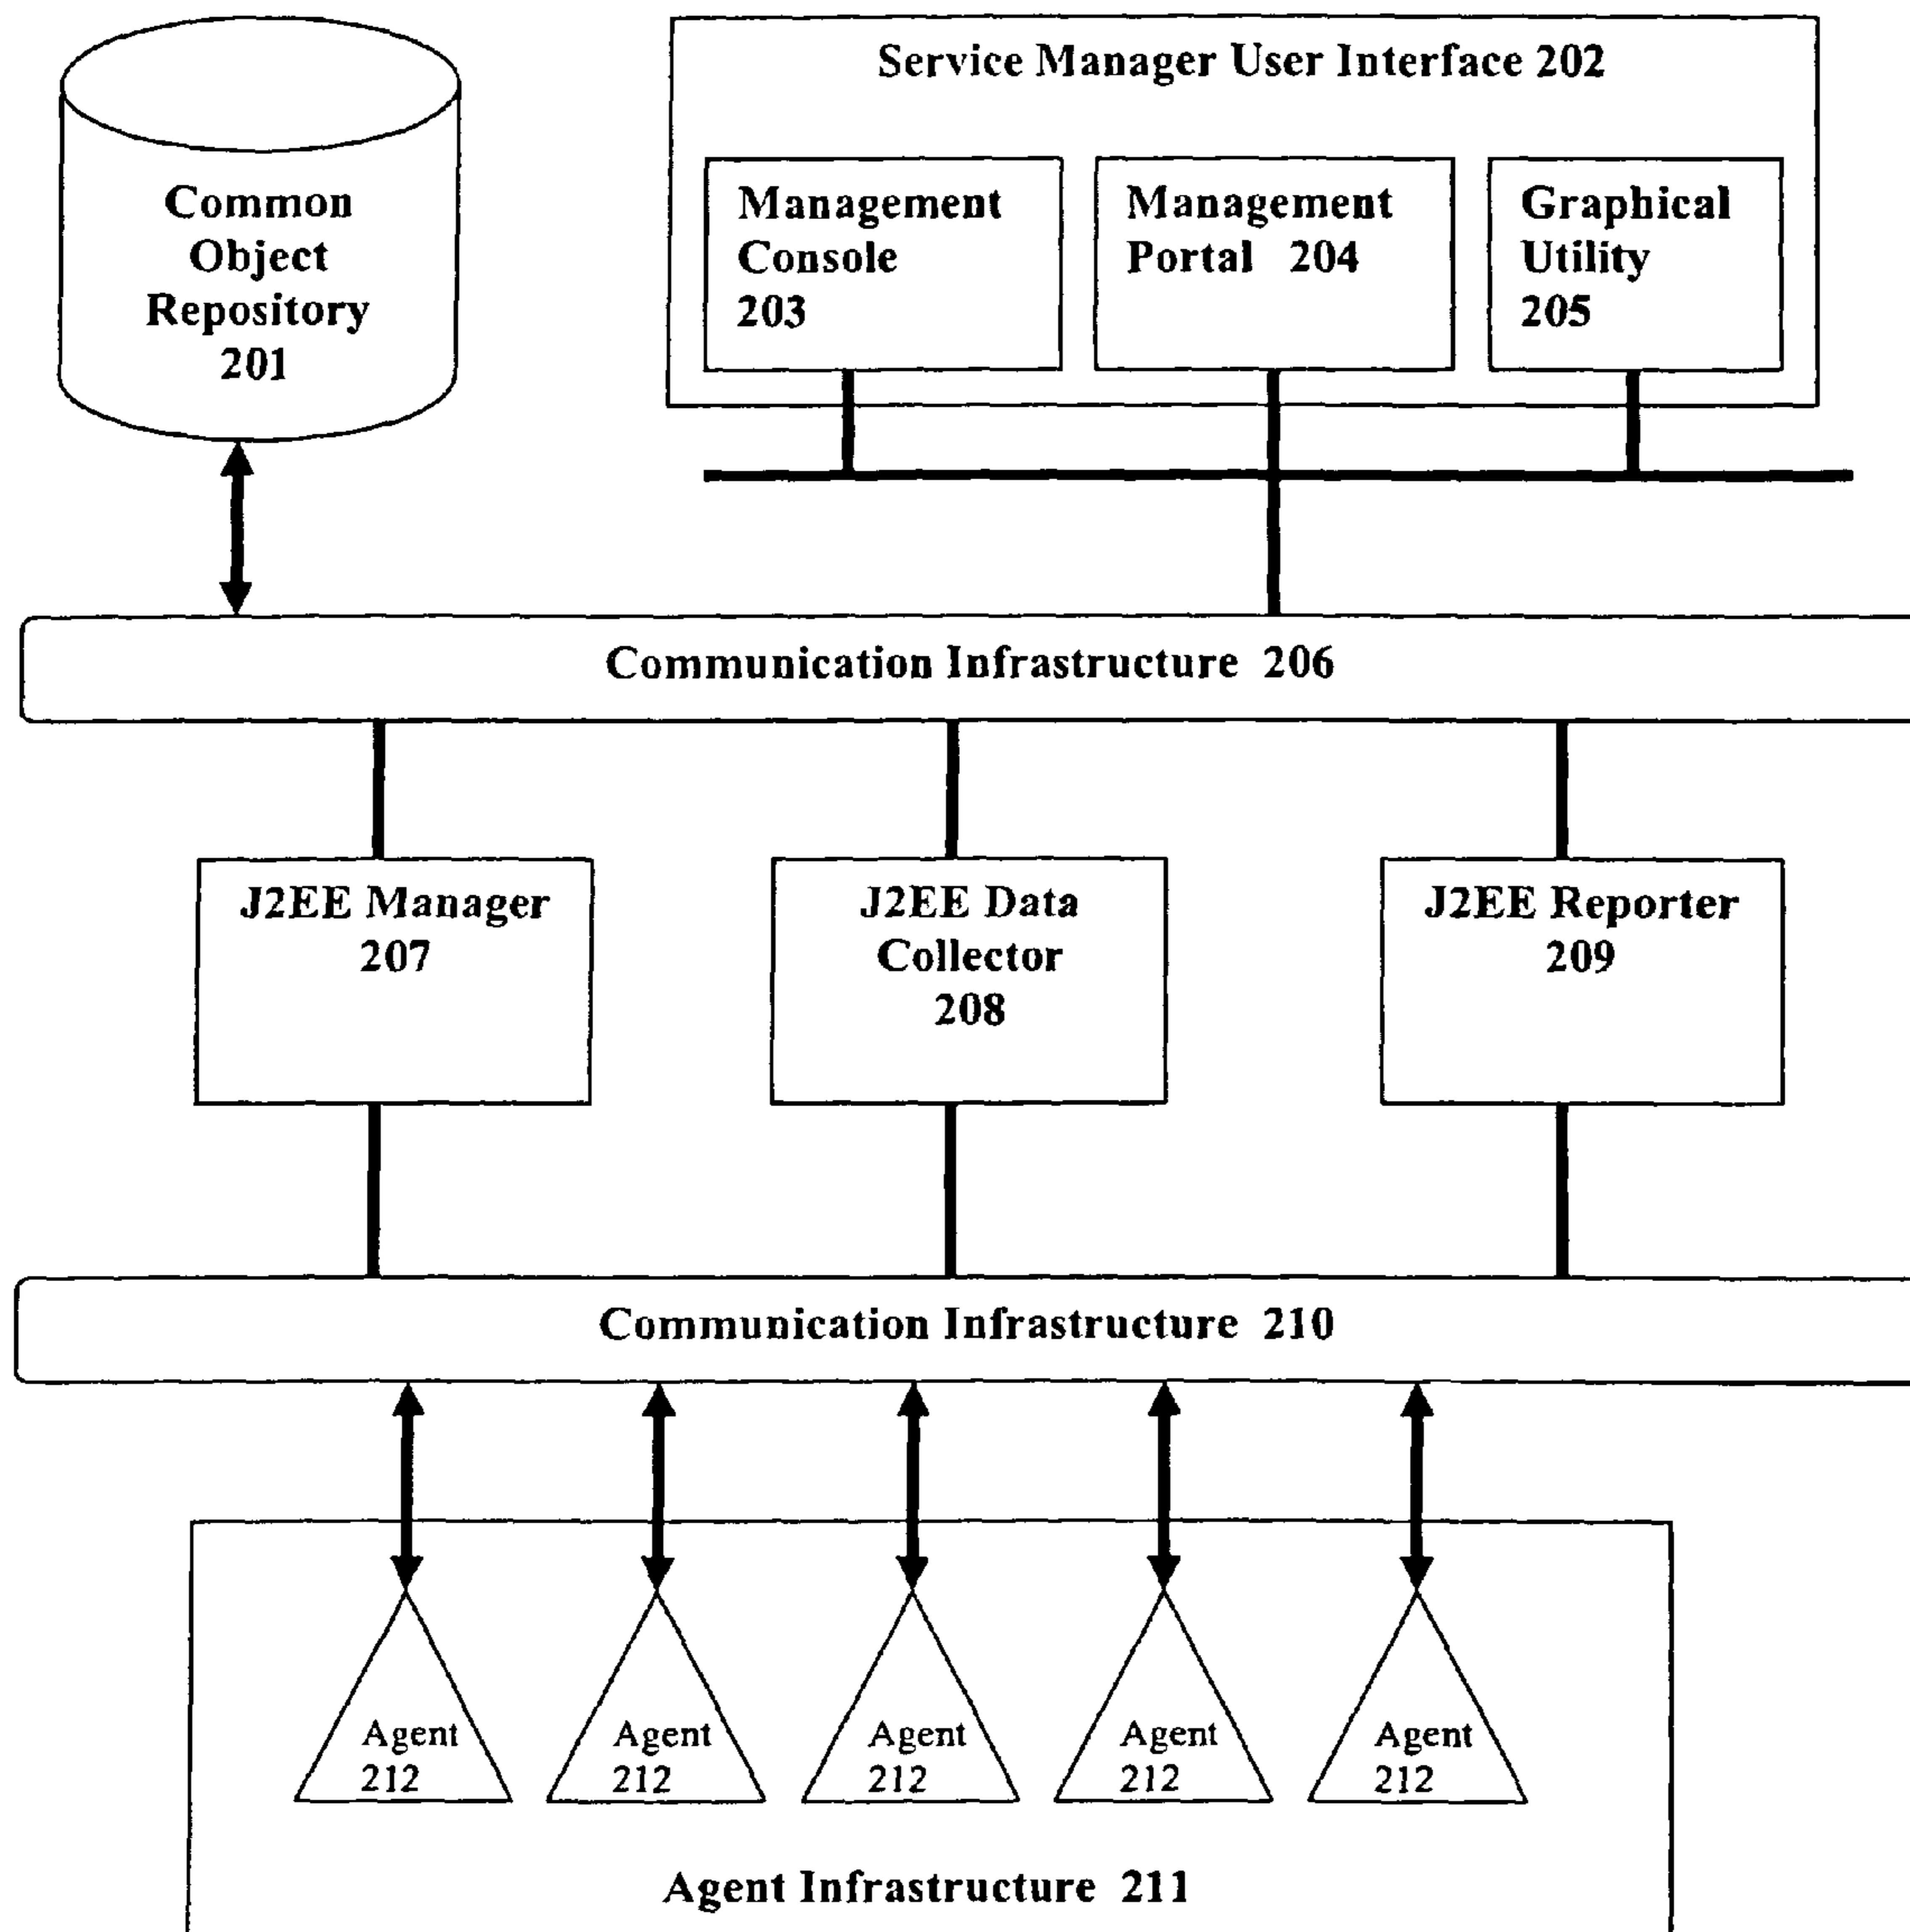 Common
Object
Repository
201
Service Manager User Interface 202
Management
Console
203
Management
Portal 204
Graphical
Utility
205
Communication Infrastructure 206
J2EE Manager
207
J2EE Data
Collector
208
J2EE Reporter
209
Communication Infrastructure 210
Agent
212
Agent
212
Agent
212
Agent
212
Agent
212
Agent Infrastructure 211